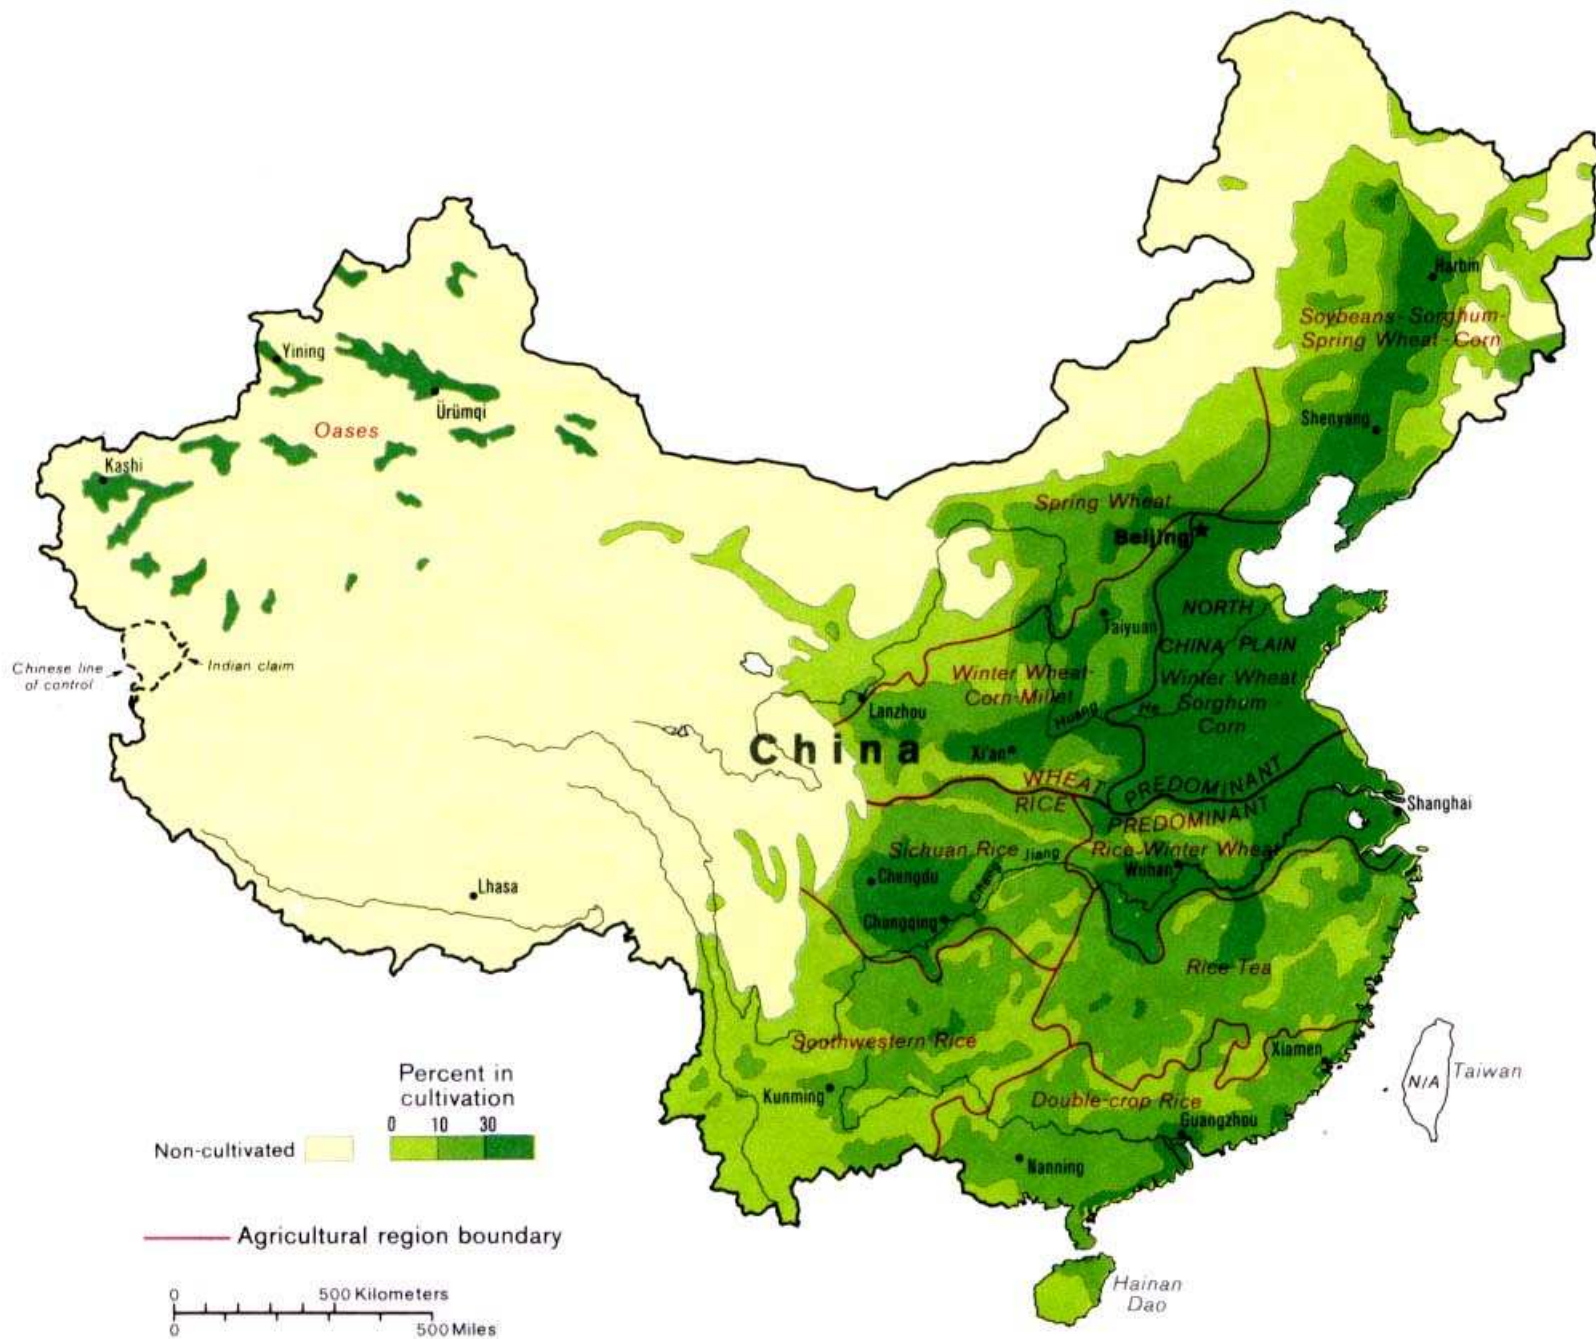 Harbin
Soybeans-Sorghum-
Spring Wheat-Corn
Yining
Ürümqi
Oases
Shenyang
Kashi
Spring Wheat
Beijing
NORTH
CHINA PLAIN
Winter Wheat
Sorghum -
Corn
Taiyuan
Chinese line
of control
Indian claim
Winter Wheat-
Corn-Millet
Lanzhou
Huang
He
China
Xi'an
WHEAT
PREDOMINANT
RICE
PREDOMINANT
Shanghai
Sichuan Rice
Jiang
Chang
Rice-Winter Wheat
Wuhan
Chengdu
Lhasa
Changqing
Rice-Tea
Southwestern Rice
Xiamen
Kunming
Double-crop Rice
Guangzhou
Nanning
N/A
Taiwan
Hainan
Dao
Percent in
cultivation
0 10 30
Non-cultivated
Agricultural region boundary
0 500 Kilometers
0 500 Miles